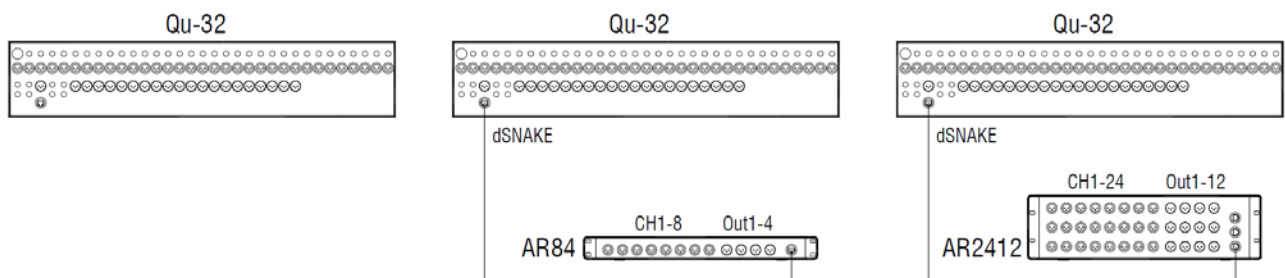 Qu-32 Qu-32 Qu-32
dSNAKE dSNAKE
CH1-8 Out1-4 CH1-24 Out1-12
AR84 AR2412